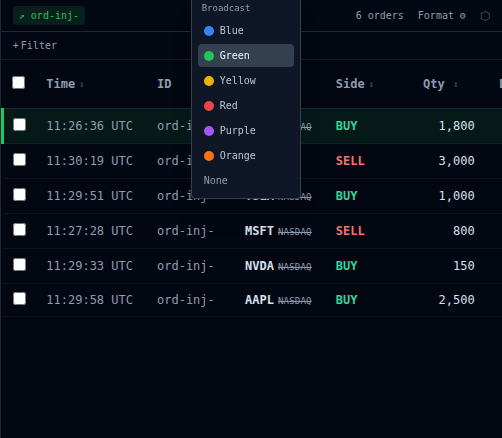 ↗ ord-inj-
6 orders Format ⚙
Broadcast
Blue
Green
Yellow
Red
Purple
Orange
None
+ Filter
Time ID Side Qty
11:26:36 UTC ord-i BUY 1,800
11:30:19 UTC ord-i SELL 3,000
11:29:51 UTC ord-inj- BUY 1,000
11:27:28 UTC ord-inj- MSFT NASDAQ SELL 800
11:29:33 UTC ord-inj- NVDA NASDAQ BUY 150
11:29:58 UTC ord-inj- AAPL NASDAQ BUY 2,500